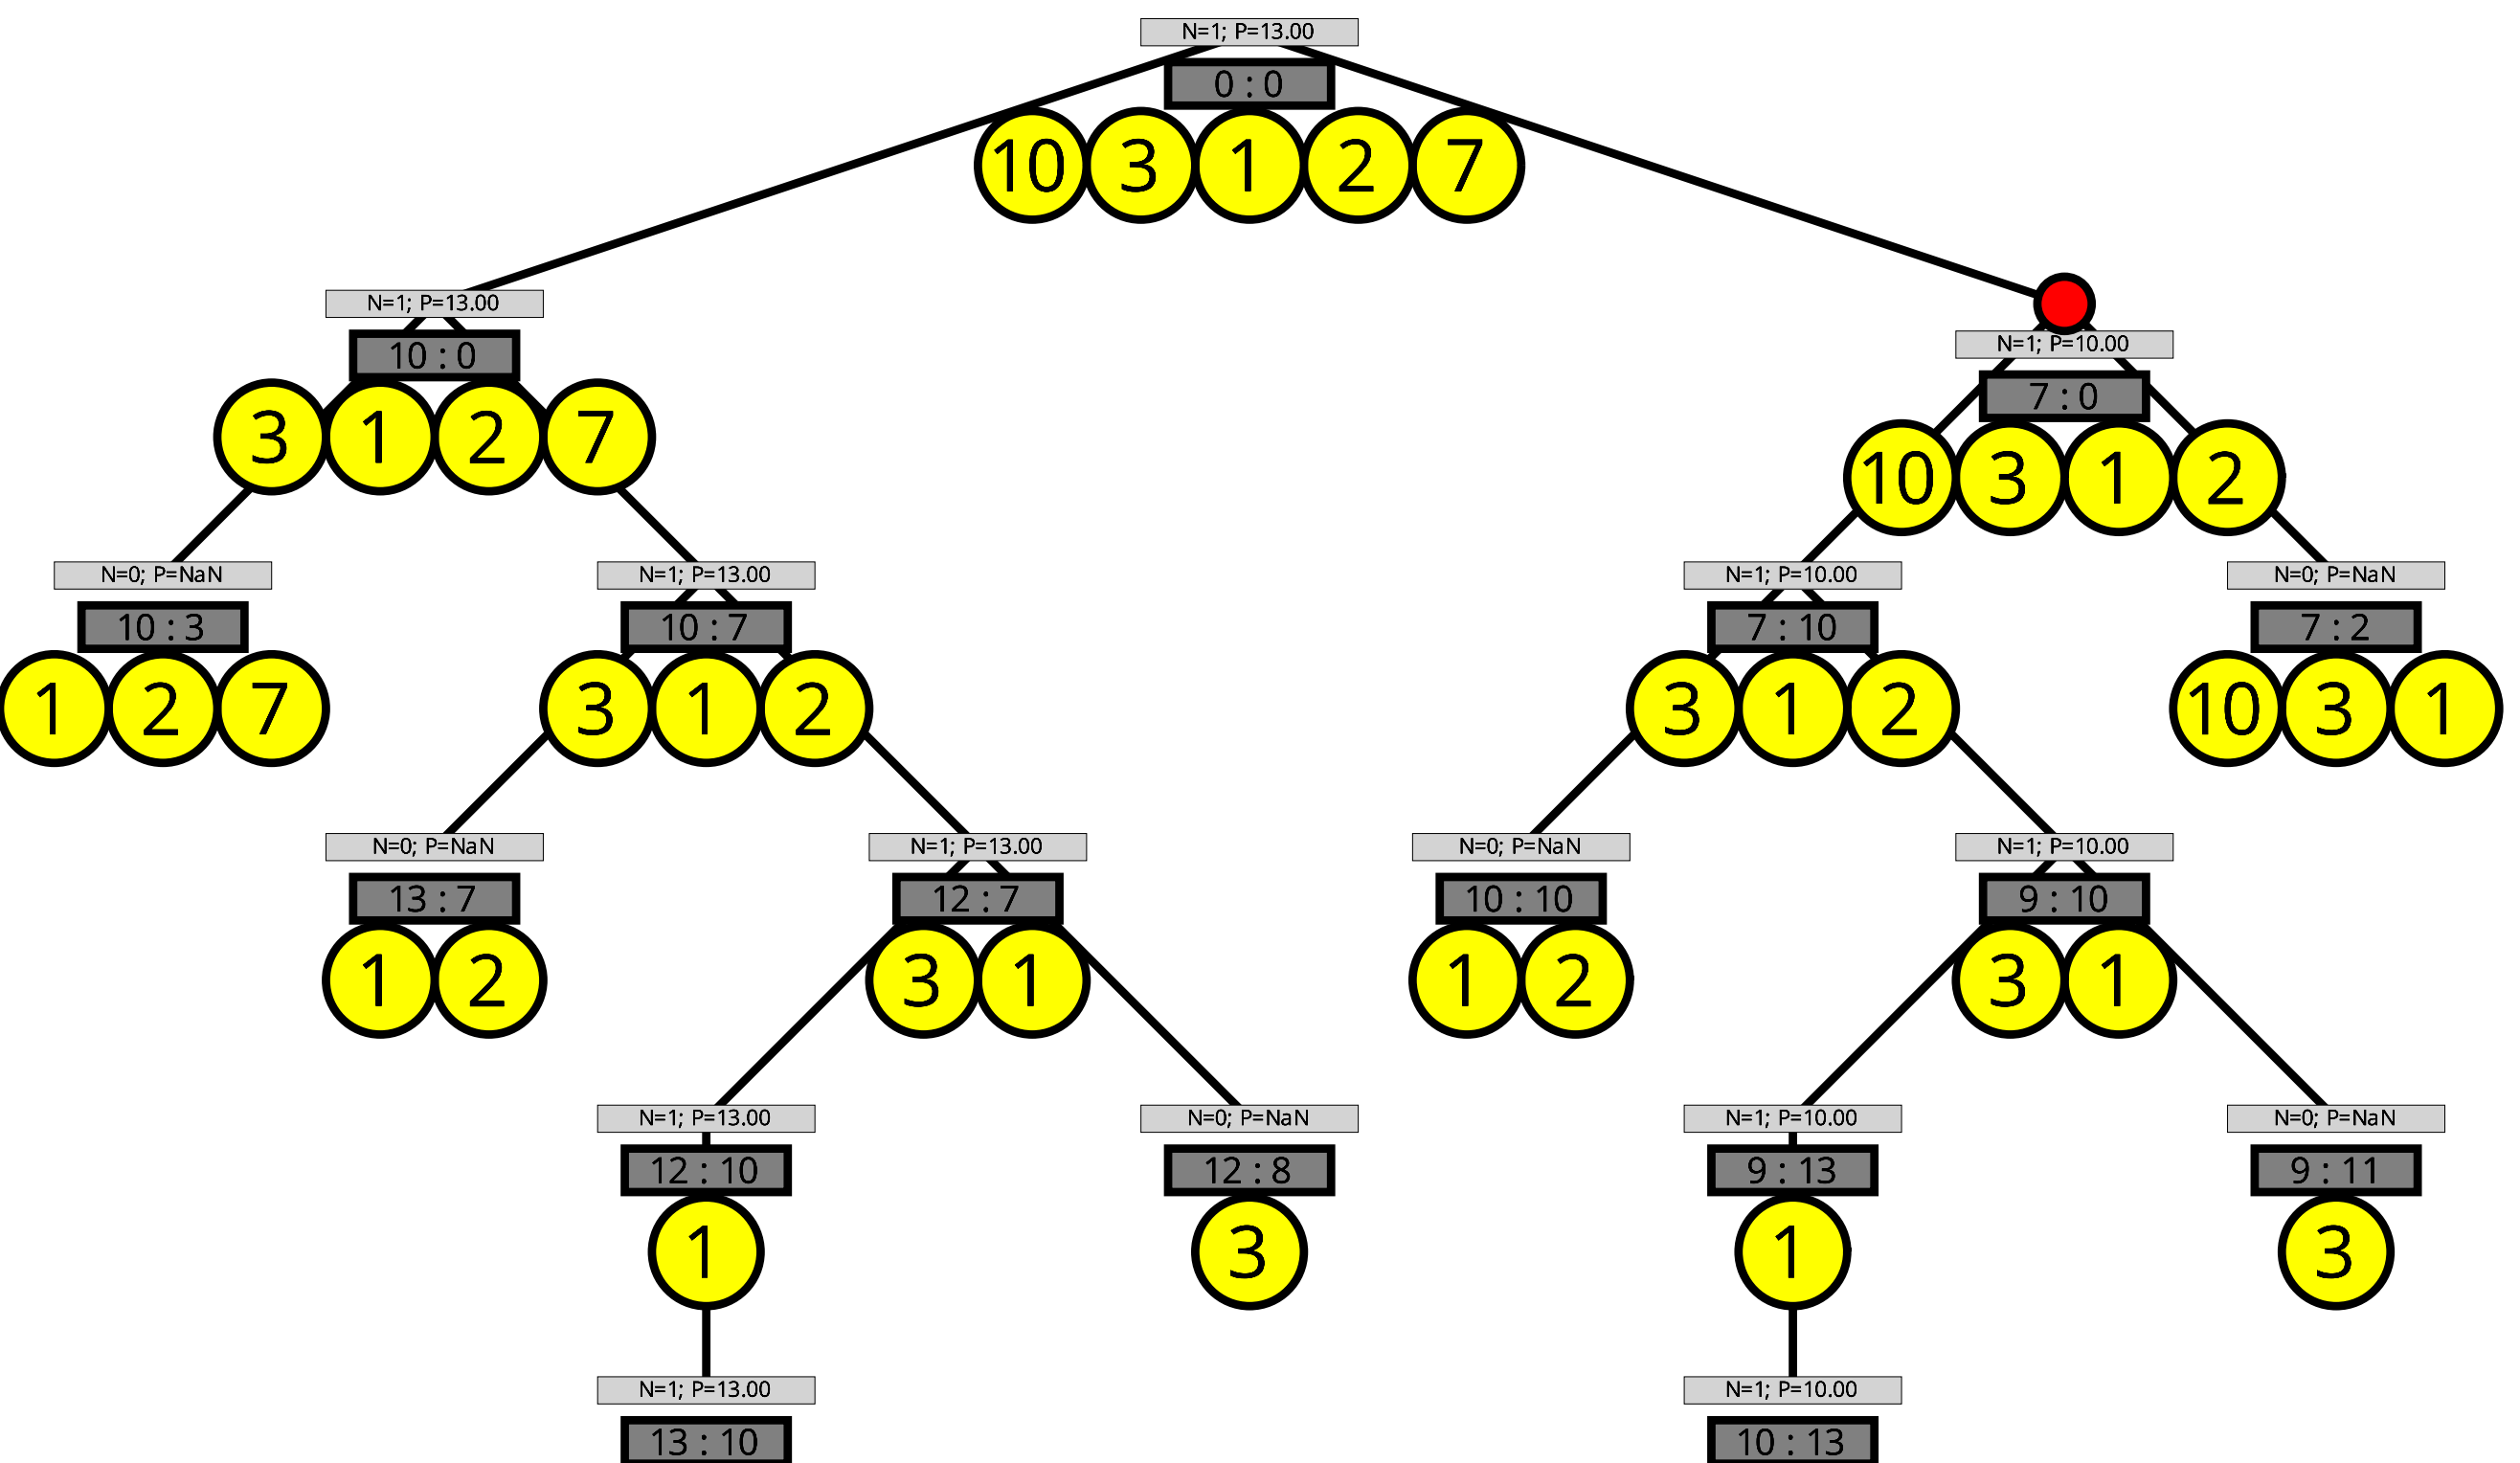 N=1; P=13.00
0 : 0
10 3 1 2 7
N=1; P=13.00
10 : 0
3 1 2 7
N=1; P=10.00
7 : 0
10 3 1 2
N=0; P=NaN
10 : 3
1 2 7
N=1; P=13.00
10 : 7
3 1 2
N=1; P=10.00
7 : 10
3 1 2
N=0; P=NaN
7 : 2
10 3 1
N=0; P=NaN
13 : 7
1 2
N=1; P=13.00
12 : 7
3 1
N=0; P=NaN
10 : 10
1 2
N=1; P=10.00
9 : 10
3 1
N=1; P=13.00
12 : 10
1
N=0; P=NaN
12 : 8
3
N=1; P=10.00
9 : 13
1
N=0; P=NaN
9 : 11
3
N=1; P=13.00
13 : 10
N=1; P=10.00
10 : 13